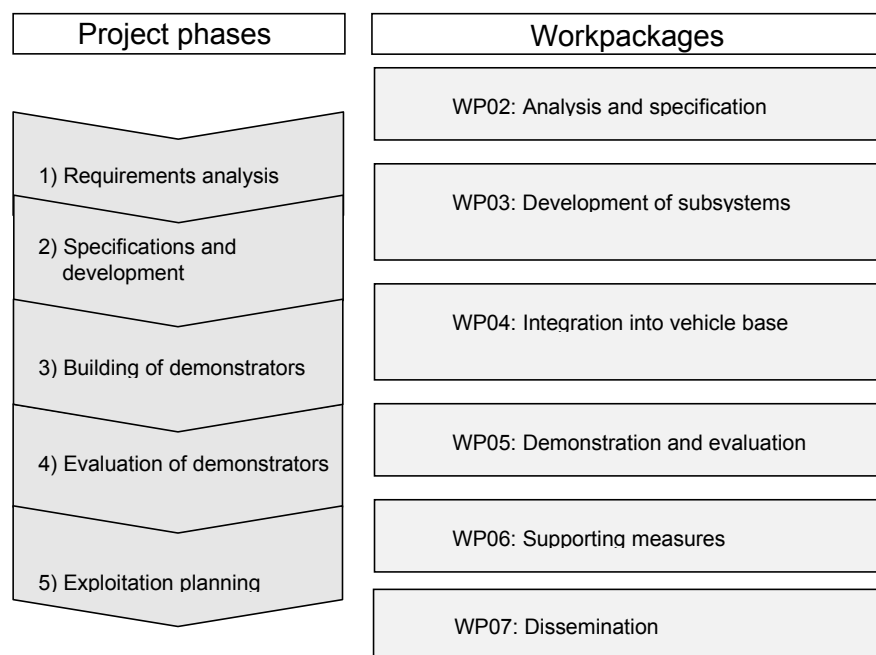 Project phases
Workpackages
1) Requirements analysis
2) Specifications and
development
3) Building of demonstrators
4) Evaluation of demonstrators
5) Exploitation planning
WP02: Analysis and specification
WP03: Development of subsystems
WP04: Integration into vehicle base
WP05: Demonstration and evaluation
WP06: Supporting measures
WP07: Dissemination